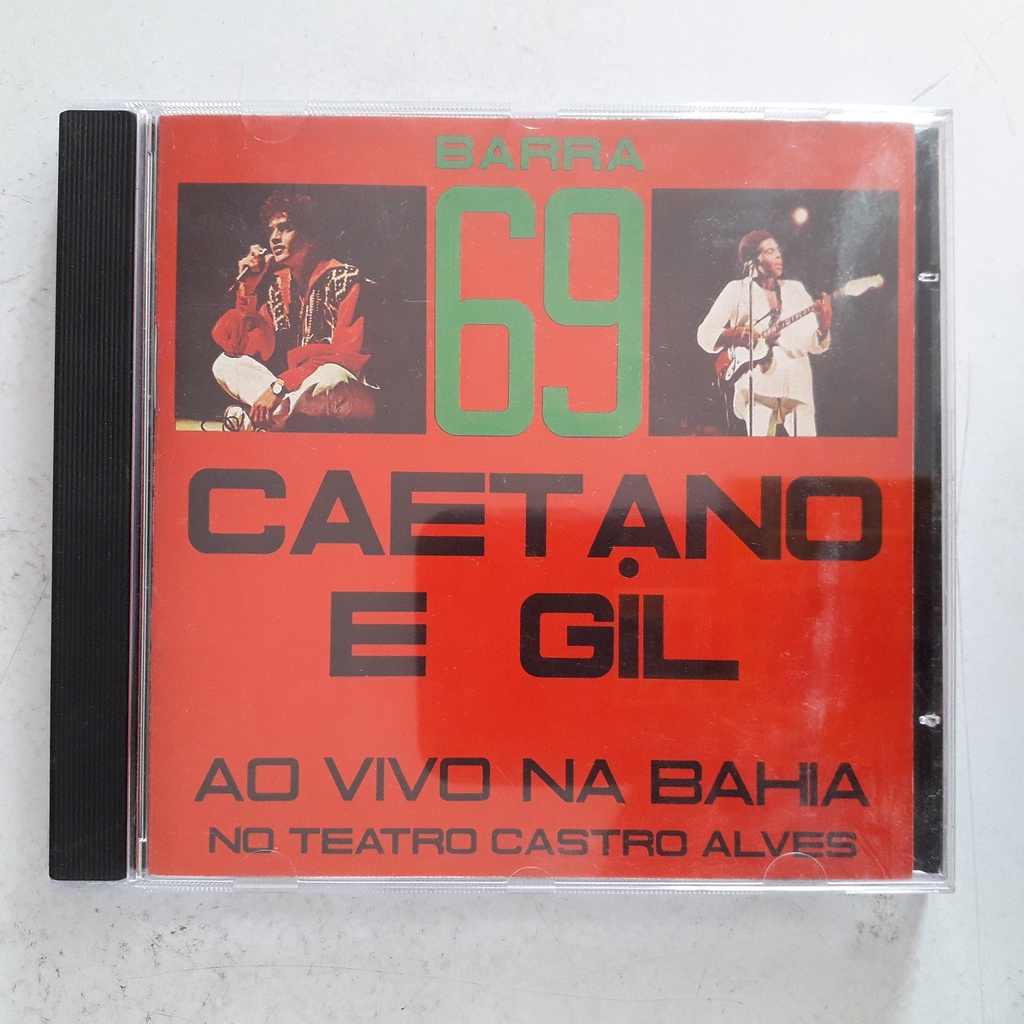 BARRA
69
CAETANO
E GIL
AO VIVO NA BAHIA
NO TEATRO CASTRO ALVES